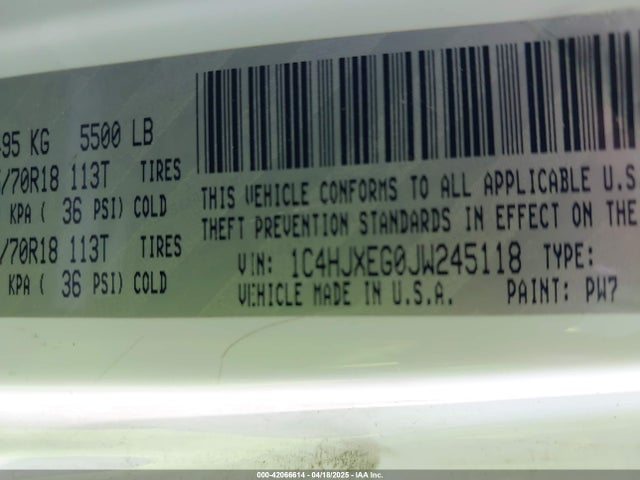 495 KG 5500 LB
/70R18 113T TIRES
KPA ( 36 PSI) COLD
/70R18 113T TIRES
KPA ( 36 PSI) COLD
THIS VEHICLE CONFORMS TO ALL APPLICABLE U.S
THEFT PREVENTION STANDARDS IN EFFECT ON THE
VIN: 1C4HJXEG0JW245118 TYPE:
VEHICLE MADE IN U.S.A. PAINT: PW7
000-42066614 - 04/18/2025 - IAA Inc. - Copyright